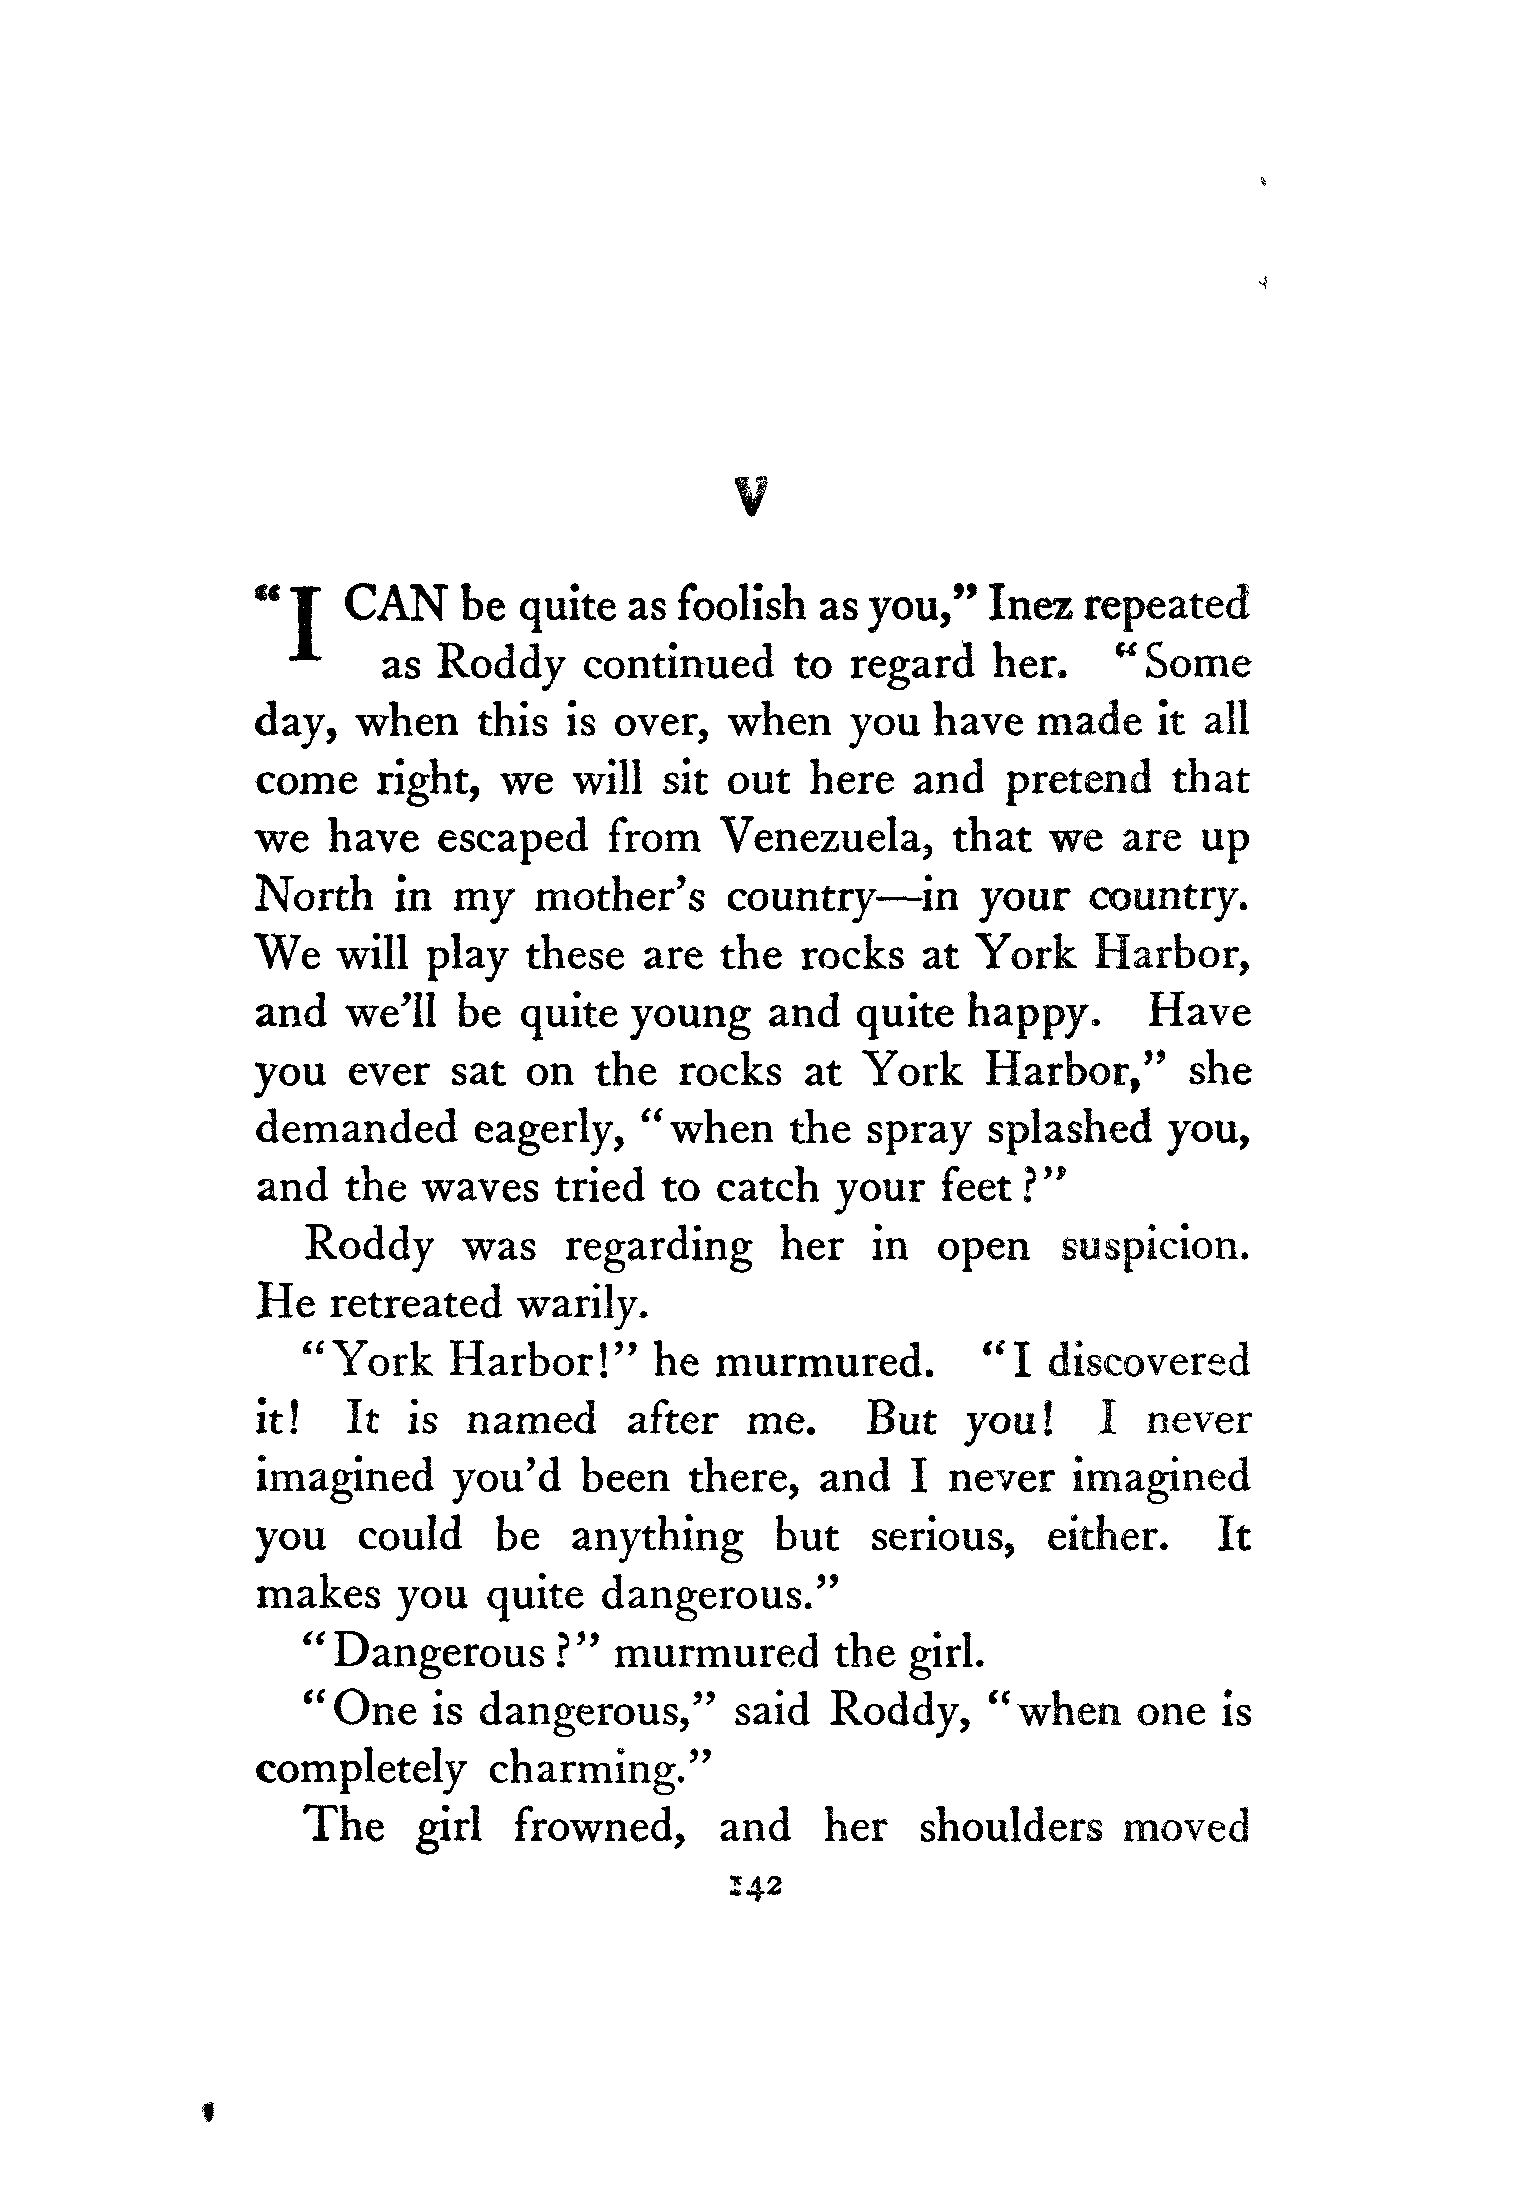 V
“I CAN be quite as foolish as you,” Inez repeated
as Roddy continued to regard her. “Some
day, when this is over, when you have made it all
come right, we will sit out here and pretend that
we have escaped from Venezuela, that we are up
North in my mother’s country—in your country.
We will play these are the rocks at York Harbor,
and we’ll be quite young and quite happy. Have
you ever sat on the rocks at York Harbor,” she
demanded eagerly, “when the spray splashed you,
and the waves tried to catch your feet?”
Roddy was regarding her in open suspicion.
He retreated warily.
“York Harbor!” he murmured. “I discovered
it! It is named after me. But you! I never
imagined you’d been there, and I never imagined
you could be anything but serious, either. It
makes you quite dangerous.”
“Dangerous?” murmured the girl.
“One is dangerous,” said Roddy, “when one is
completely charming.”
The girl frowned, and her shoulders moved
142